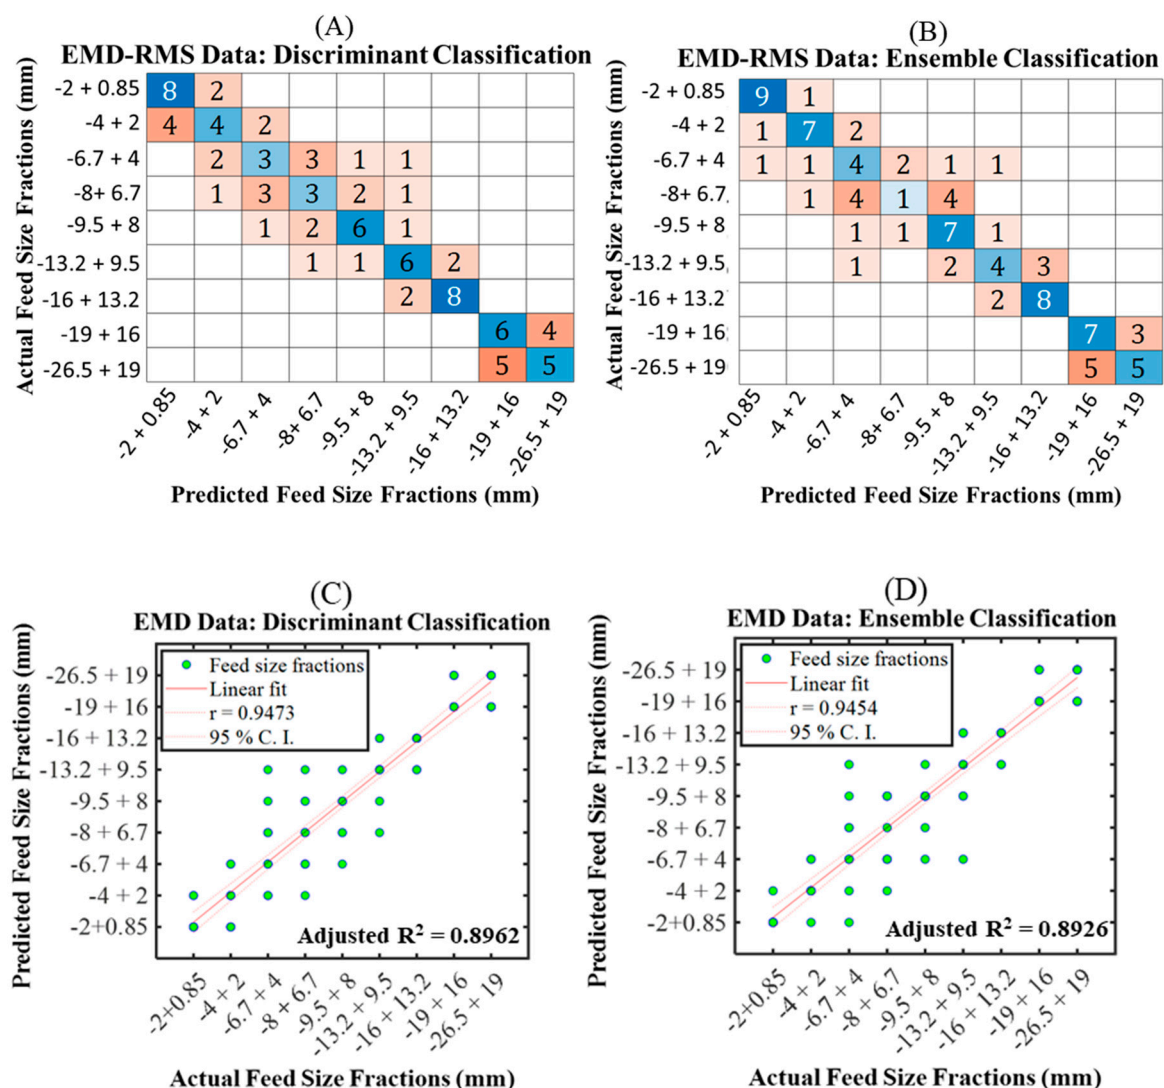 (A)
EMD-RMS Data: Discriminant Classification
Actual Feed Size Fractions (mm)
-2 + 0.85 8 2
-4 + 2 4 4 2
-6.7 + 4 2 3 3 1 1
-8+ 6.7 1 3 3 2 1
-9.5 + 8 1 2 6 1
-13.2 + 9.5 1 1 6 2
-16 + 13.2 2 8
-19 + 16 6 4
-26.5 + 19 5 5
-2 + 0.85
-4 + 2
-6.7 + 4
-8+ 6.7
-9.5 + 8
-13.2 + 9.5
-16 + 13.2
-19 + 16
-26.5 + 19
Predicted Feed Size Fractions (mm)
(B)
EMD-RMS Data: Ensemble Classification
Actual Feed Size Fractions (mm)
-2 + 0.85 9 1
-4 + 2 1 7 2
-6.7 + 4 1 1 4 2 1 1
-8+ 6.7 1 4 1 4
-9.5 + 8 1 1 7 1
-13.2 + 9.5 1 2 4 3
-16 + 13.2 2 8
-19 + 16 7 3
-26.5 + 19 5 5
-2 + 0.85
-4 + 2
-6.7 + 4
-8+ 6.7
-9.5 + 8
-13.2 + 9.5
-16 + 13.2
-19 + 16
-26.5 + 19
Predicted Feed Size Fractions (mm)
(C)
EMD Data: Discriminant Classification
Predicted Feed Size Fractions (mm)
Feed size fractions
Linear fit
r = 0.9473
95 % C. I.
-26.5 + 19
-19 + 16
-16 + 13.2
-13.2 + 9.5
-9.5 + 8
-8 + 6.7
-6.7 + 4
-4 + 2
-2+0.85
Adjusted R² = 0.8962
-2+0.85
-4 + 2
-6.7 + 4
-8 + 6.7
-9.5 + 8
-13.2 + 9.5
-16 + 13.2
-19 + 16
-26.5 + 19
Actual Feed Size Fractions (mm)
(D)
EMD Data: Ensemble Classification
Predicted Feed Size Fractions (mm)
Feed size fractions
Linear fit
r = 0.9454
95 % C. I.
-26.5 + 19
-19 + 16
-16 + 13.2
-13.2 + 9.5
-9.5 + 8
-8 + 6.7
-6.7 + 4
-4 + 2
-2+0.85
Adjusted R² = 0.8926
-2+0.85
-4 + 2
-6.7 + 4
-8 + 6.7
-9.5 + 8
-13.2 + 9.5
-16 + 13.2
-19 + 16
-26.5 + 19
Actual Feed Size Fractions (mm)